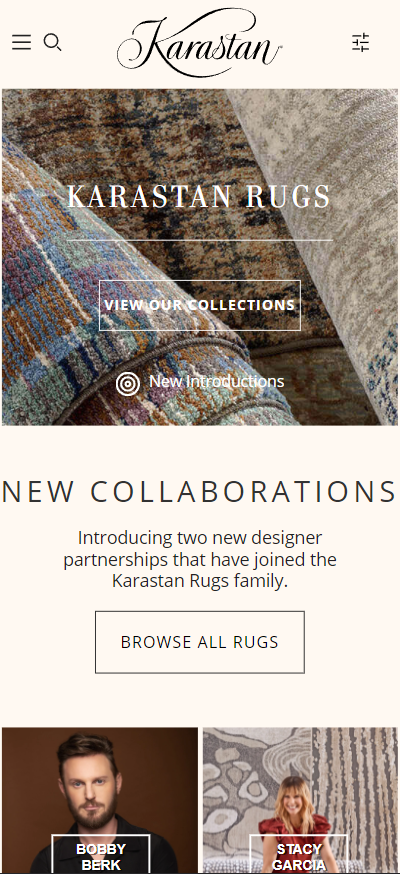 Karastan
KARASTAN RUGS
VIEW OUR COLLECTIONS
New Introductions
NEW COLLABORATIONS
Introducing two new designer
partnerships that have joined the
Karastan Rugs family.
BROWSE ALL RUGS
BOBBY
BERK
STACY
GARCIA